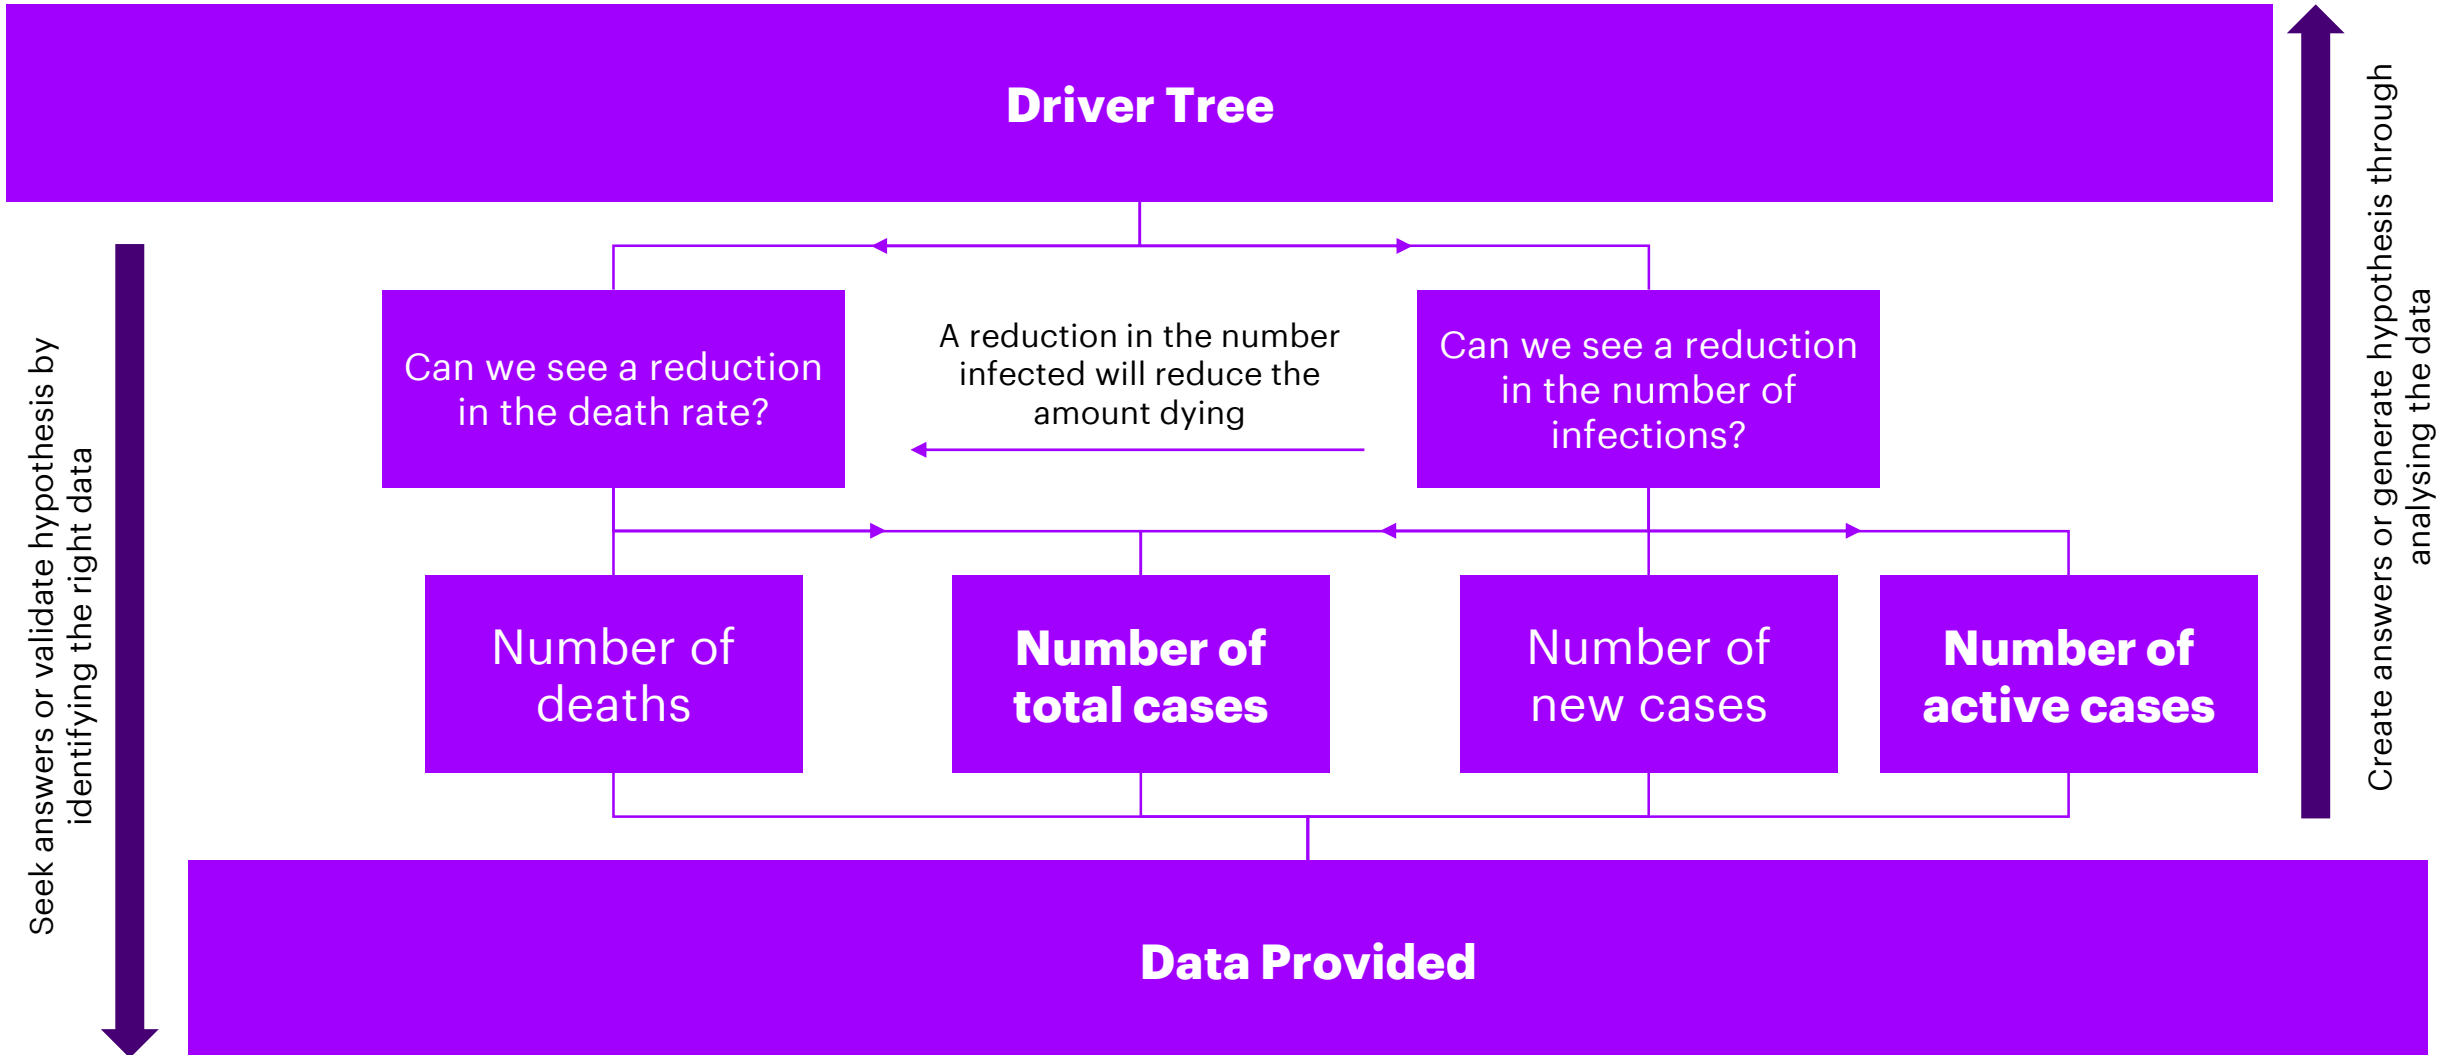 Driver Tree
Seek answers or validate hypothesis by
identifying the right data
Can we see a reduction
in the death rate?
A reduction in the number
infected will reduce the
amount dying
Can we see a reduction
in the number of
infections?
Create answers or generate hypothesis through
analysing the data
Number of
deaths
Number of
total cases
Number of
new cases
Number of
active cases
Data Provided